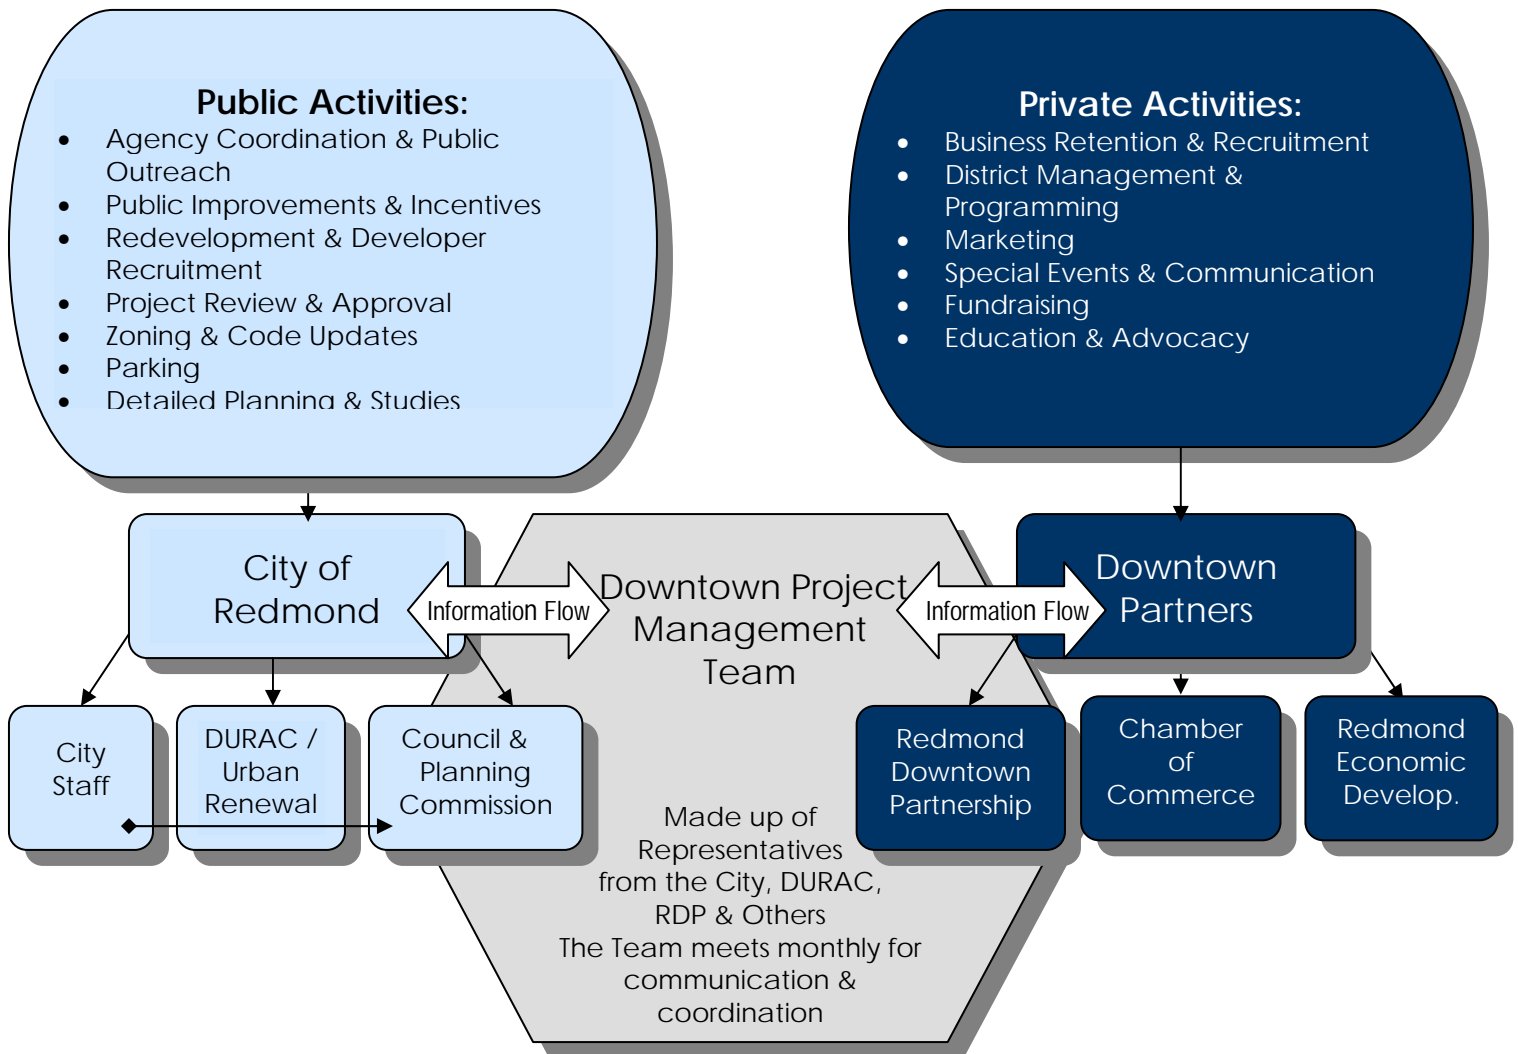 Public Activities:
• Agency Coordination & Public
Outreach
• Public Improvements & Incentives
• Redevelopment & Developer
Recruitment
• Project Review & Approval
• Zoning & Code Updates
• Parking
• Detailed Planning & Studies
Private Activities:
• Business Retention & Recruitment
• District Management &
Programming
• Marketing
• Special Events & Communication
• Fundraising
• Education & Advocacy
City of
Redmond
Information Flow
Downtown Project
Management
Team
Information Flow
Downtown
Partners
City
Staff
DURAC /
Urban
Renewal
Council &
Planning
Commission
Made up of
Representatives
from the City, DURAC,
RDP & Others
The Team meets monthly for
communication &
coordination
Redmond
Downtown
Partnership
Chamber
of
Commerce
Redmond
Economic
Develop.